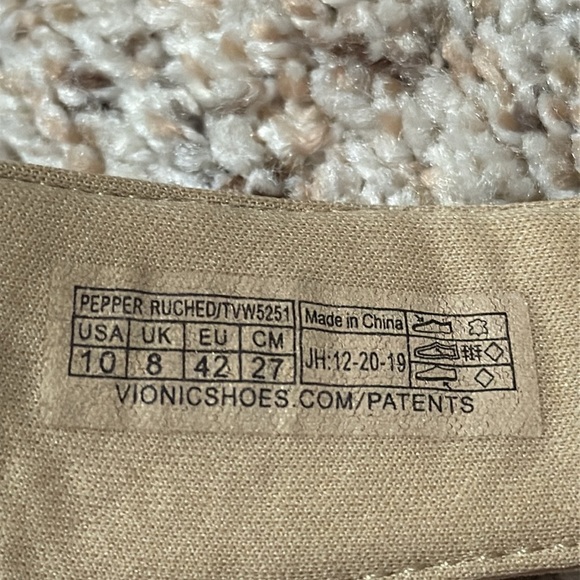 PEPPER RUCHED/TVW5251
USA UK EU CM
10 8 42 27
Made in China
JH:12-20-19
VIONICSHOES.COM/PATENTS